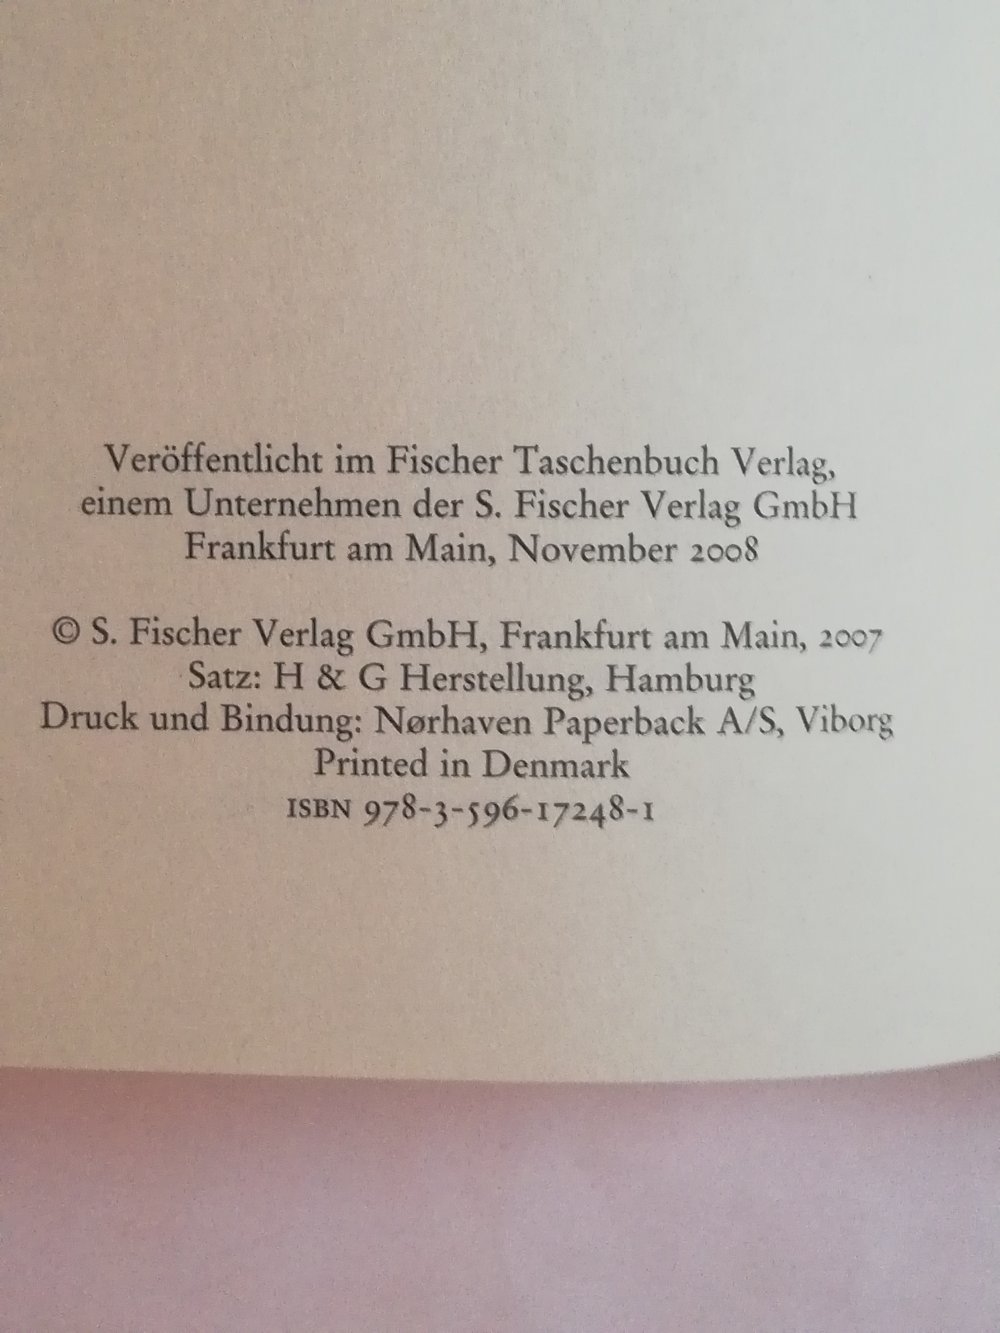 Veröffentlicht im Fischer Taschenbuch Verlag,
einem Unternehmen der S. Fischer Verlag GmbH
Frankfurt am Main, November 2008
© S. Fischer Verlag GmbH, Frankfurt am Main, 2007
Satz: H & G Herstellung, Hamburg
Druck und Bindung: Nørhaven Paperback A/S, Viborg
Printed in Denmark
ISBN 978-3-596-17248-1